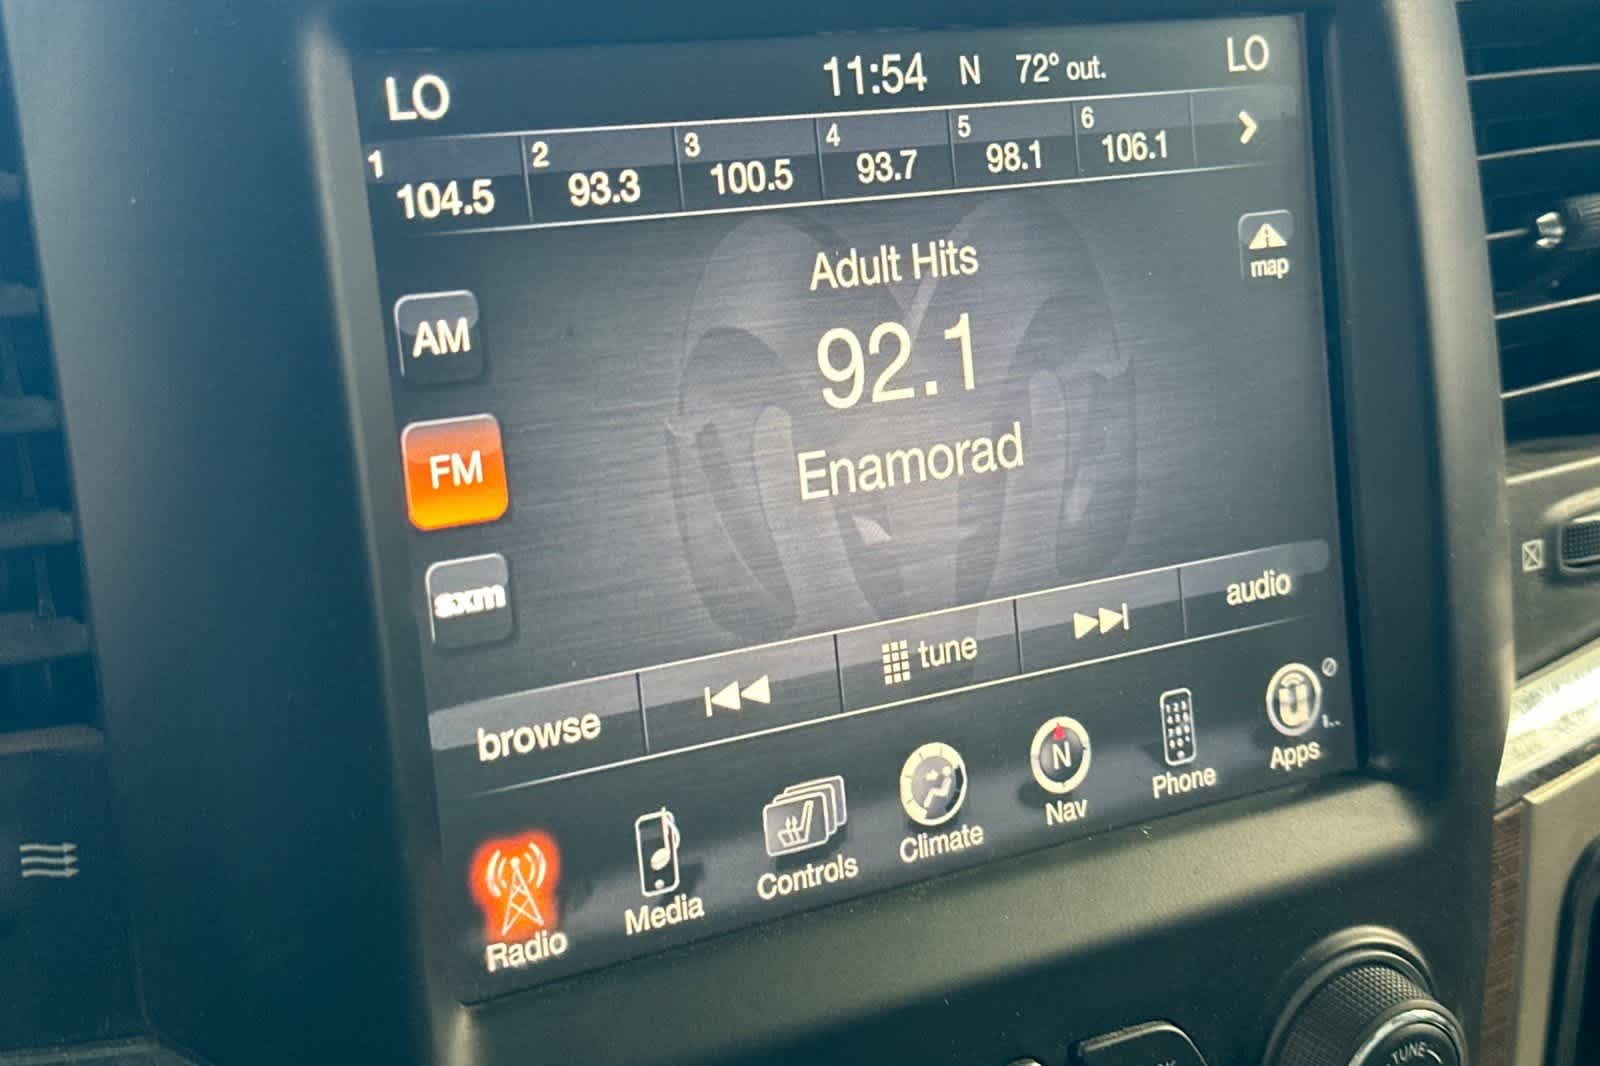 LO 11:54 N 72° out. LO
1 2 3 4 5 6
104.5 93.3 100.5 93.7 98.1 106.1
map
Adult Hits
AM
92.1
FM
Enamorad
sxm
browse tune audio
Radio Media Controls Climate Nav Phone Apps
N
TUNE